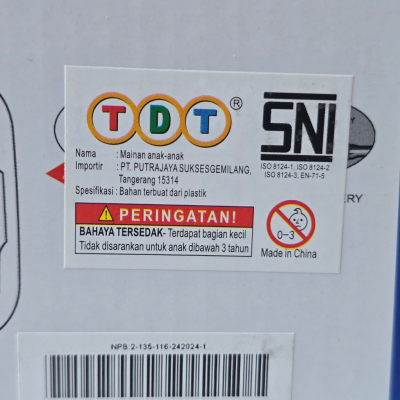 TDT®
SNI
Nama : Mainan anak-anak
Importir : PT. PUTRAJAYA SUKSESGEMILANG,
Tangerang 15314
Spesifikasi : Bahan terbuat dari plastik
ISO 8124-1, ISO 8124-2
ISO 8124-3, EN-71-5
PERINGATAN!
BAHAYA TERSEDAK- Terdapat bagian kecil
Tidak disarankan untuk anak dibawah 3 tahun
0-3
Made in China
NPB:2-135-116-242024-1